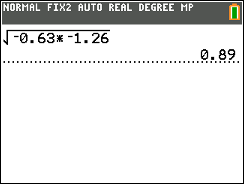 NORMAL FIX2 AUTO REAL DEGREE MP
√⁻0.63*⁻1.26
0.89